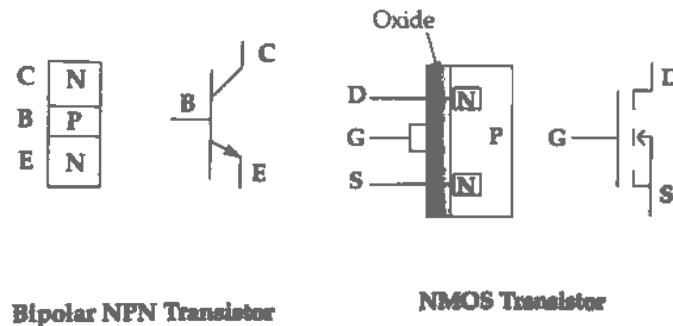 Oxide
C N
B P
E N
B
C
E
D N
G P
S N
G
D
S
Bipolar NPN Transistor
NMOS Transistor